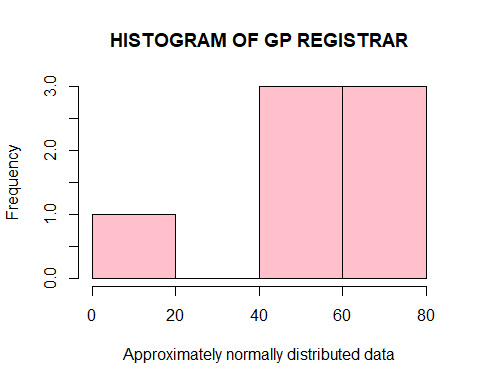 HISTOGRAM OF GP REGISTRAR
3.0
2.0
1.0
0.0
Frequency
0 20 40 60 80
Approximately normally distributed data